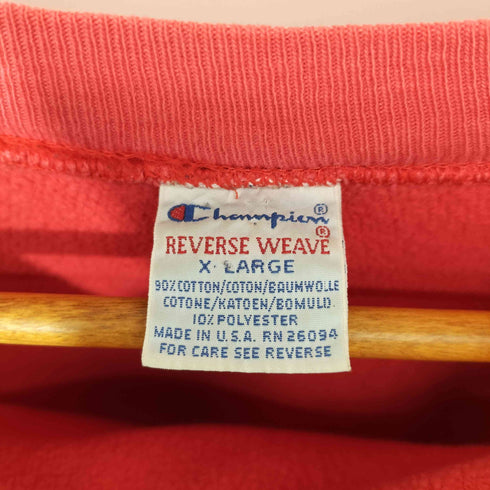 Champion®
REVERSE WEAVE®
X-LARGE
90% COTTON/COTON/BAUMWOLLE
COTONE/KATOEN/BOMULD
10% POLYESTER
MADE IN U.S.A. RN 26094
FOR CARE SEE REVERSE